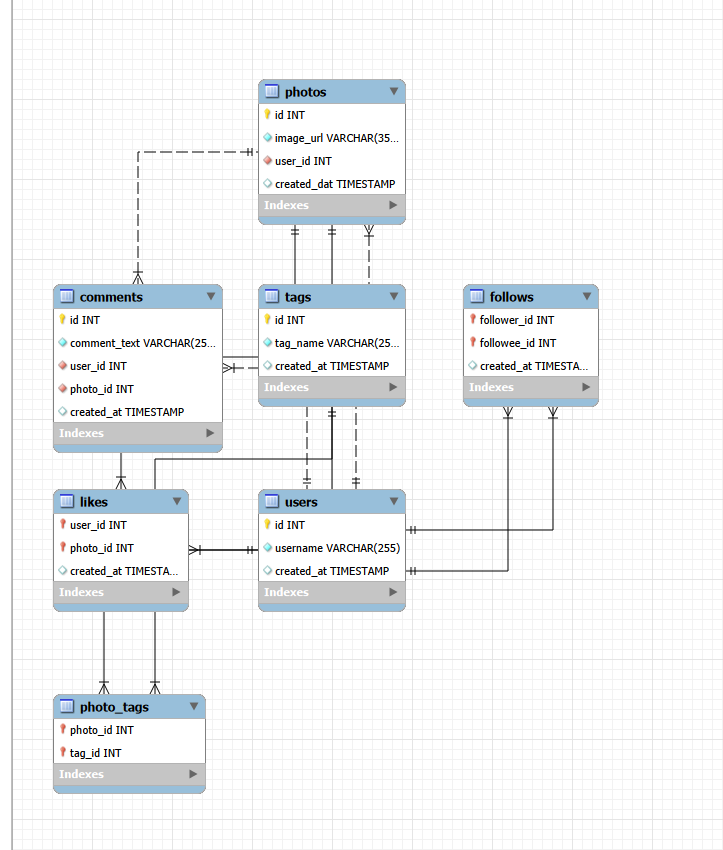 photos
id INT
image_url VARCHAR(35...
user_id INT
created_dat TIMESTAMP
Indexes
comments
id INT
comment_text VARCHAR(25...
user_id INT
photo_id INT
created_at TIMESTAMP
Indexes
tags
id INT
tag_name VARCHAR(25...
created_at TIMESTAMP
Indexes
follows
follower_id INT
followee_id INT
created_at TIMESTA...
Indexes
likes
user_id INT
photo_id INT
created_at TIMESTA...
Indexes
users
id INT
username VARCHAR(255)
created_at TIMESTAMP
Indexes
photo_tags
photo_id INT
tag_id INT
Indexes